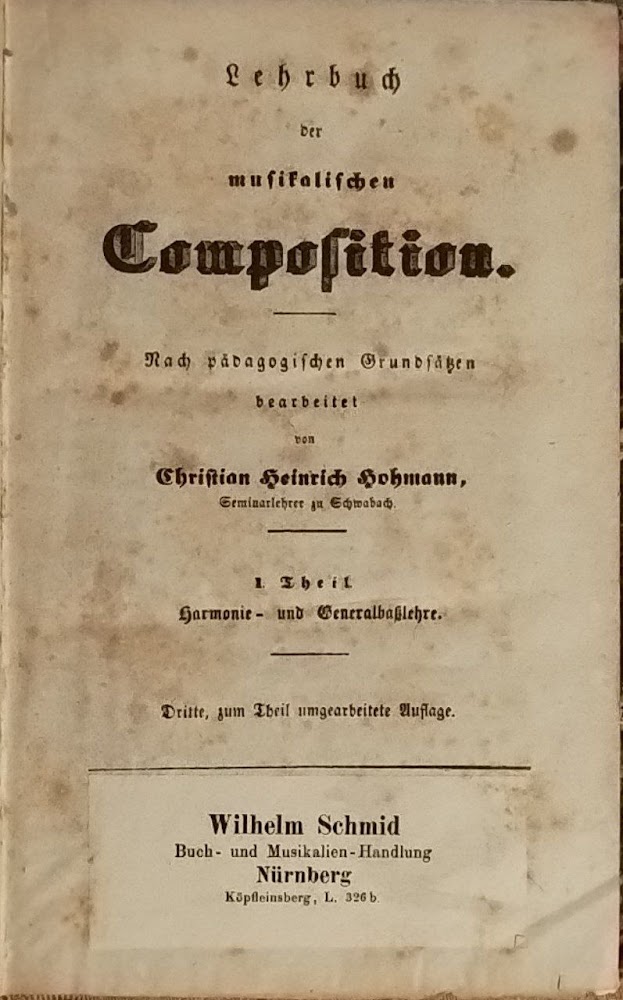 Lehrbuch
der
musikalischen
Composition.
Nach pädagogischen Grundsätzen
bearbeitet
von
Christian Heinrich Hohmann,
Seminarlehrer zu Schwabach.
I. Theil.
Harmonie- und Generalbaßlehre.
Dritte, zum Theil umgearbeitete Auflage.
Wilhelm Schmid
Buch- und Musikalien-Handlung
Nürnberg
Köpfleinsberg, L. 326 b.